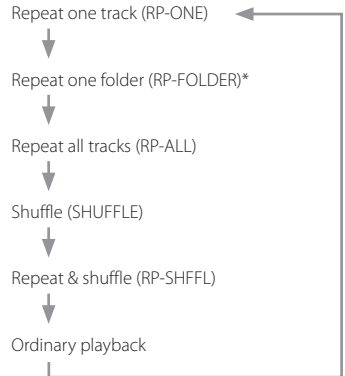 Repeat one track (RP-ONE)
Repeat one folder (RP-FOLDER)*
Repeat all tracks (RP-ALL)
Shuffle (SHUFFLE)
Repeat & shuffle (RP-SHFFL)
Ordinary playback